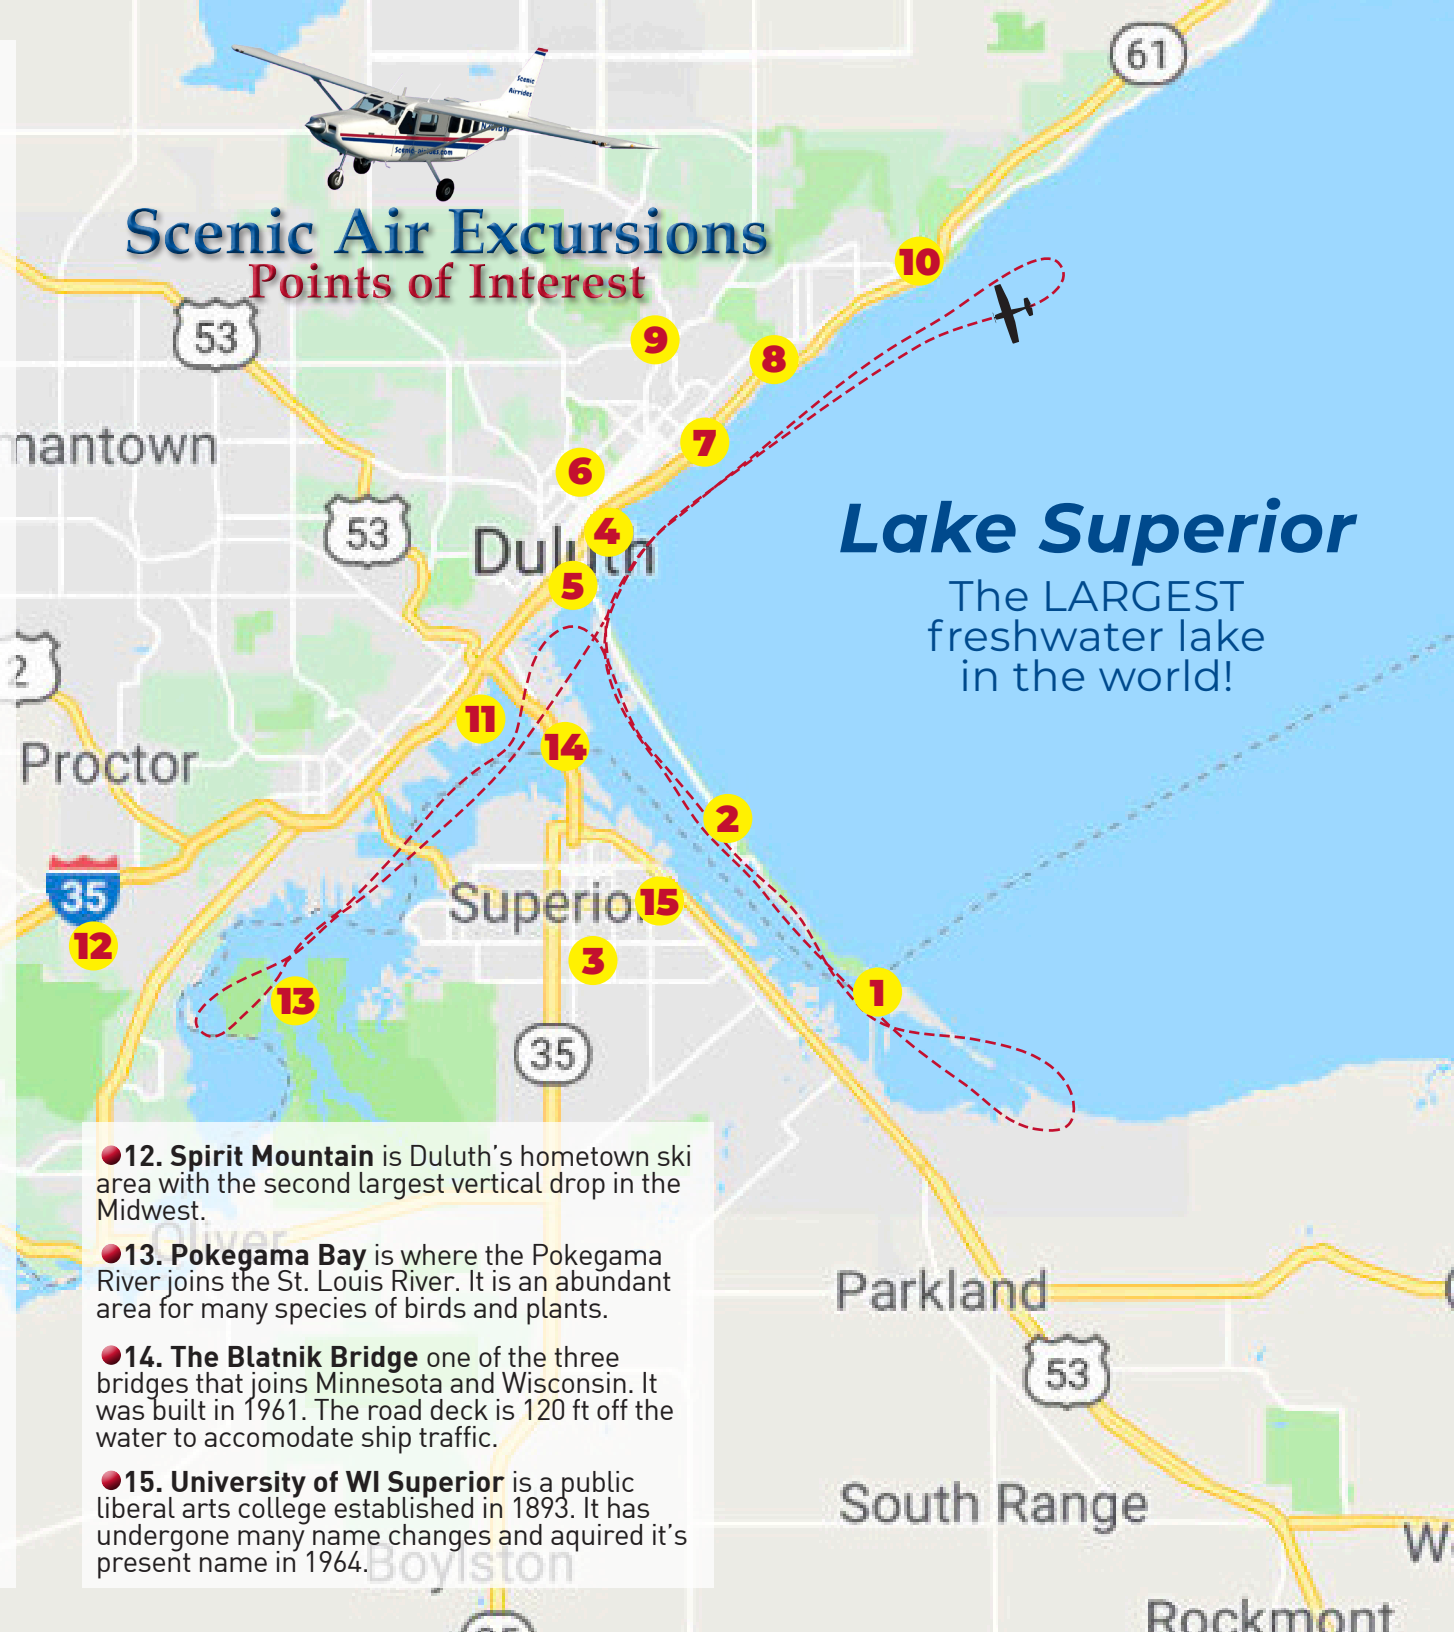 61
Scenic
Airrides
Scenic-airrides.com
Scenic Air Excursions
Points of Interest
10
53
9
8
mantown
7
6
53
4
Duluth
5
Lake Superior
The LARGEST
freshwater lake
in the world!
2
11
14
Proctor
2
35
Superior
15
12
3
13
1
35
●12. Spirit Mountain is Duluth's hometown ski
area with the second largest vertical drop in the
Midwest.
Oliver
●13. Pokegama Bay is where the Pokegama
River joins the St. Louis River. It is an abundant
area for many species of birds and plants.
Parkland
●14. The Blatnik Bridge one of the three
bridges that joins Minnesota and Wisconsin. It
was built in 1961. The road deck is 120 ft off the
water to accomodate ship traffic.
53
●15. University of WI Superior is a public
liberal arts college established in 1893. It has
undergone many name changes and aquired it's
present name in 1964.
South Range
Boylston
W
Rockmont
35